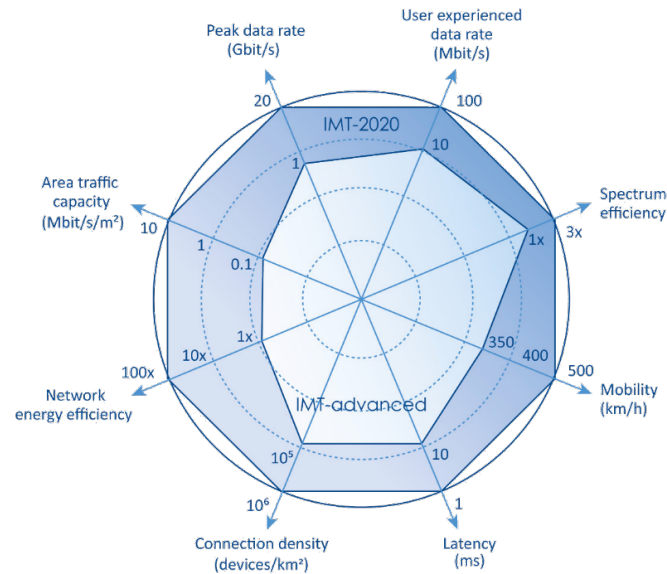 Peak data rate
(Gbit/s)
User experienced
data rate
(Mbit/s)
20
100
IMT-2020
1
10
Area traffic
capacity
(Mbit/s/m²)
Spectrum
efficiency
10
1
0.1
1x
3x
1x
10x
100x
350
400
500
Network
energy efficiency
Mobility
(km/h)
IMT-advanced
10⁵
10
10⁶
1
Connection density
(devices/km²)
Latency
(ms)